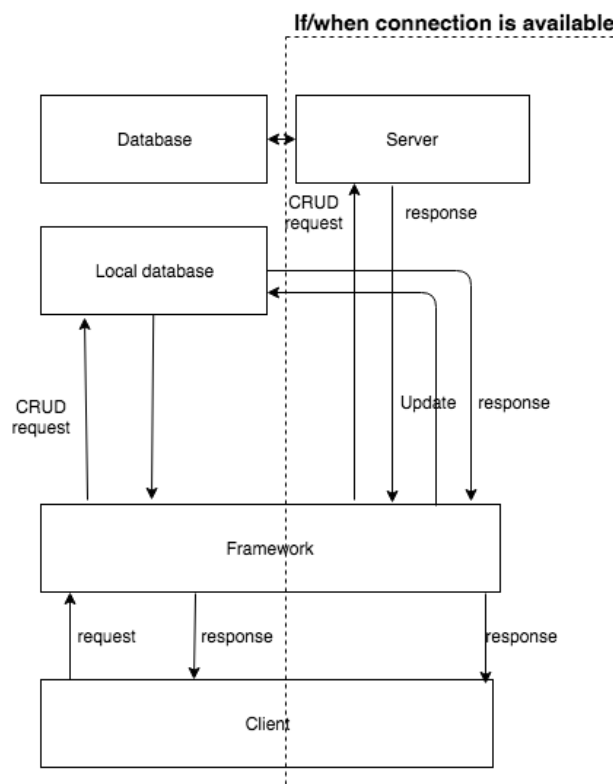 If/when connection is available
Database
Server
CRUD
request
response
Local database
CRUD
request
Update
response
Framework
request
response
response
Client